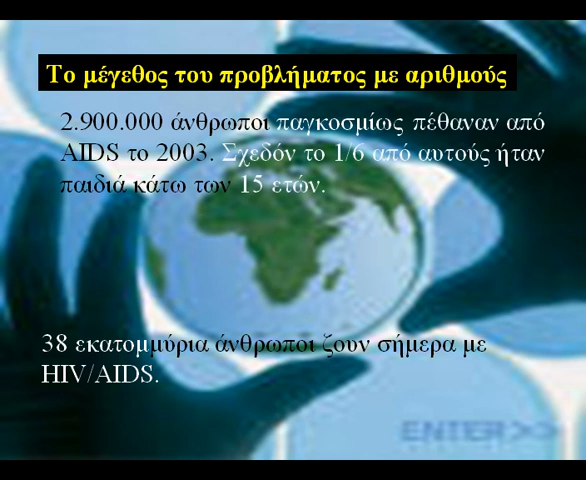 Το μέγεθος του προβλήματος με αριθμούς
2.900.000 άνθρωποι παγκοσμίως πέθαναν από
AIDS το 2003. Σχεδόν το 1/6 από αυτούς ήταν
παιδιά κάτω των 15 ετών.
38 εκατομμύρια άνθρωποι ζουν σήμερα με
HIV/AIDS.
ENTER>>